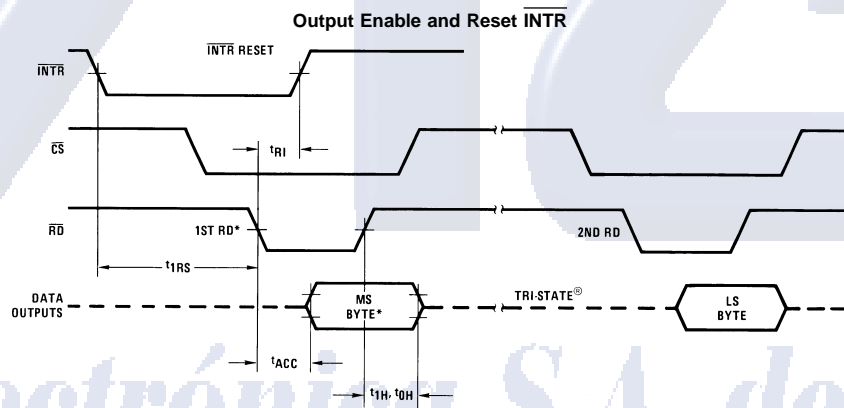 Output Enable and Reset INTR
INTR RESET
INTR
CS
tRI
RD
1ST RD*
2ND RD
t1RS
DATA
OUTPUTS
MS
BYTE*
TRI-STATE®
LS
BYTE
tACC
t1H, t0H